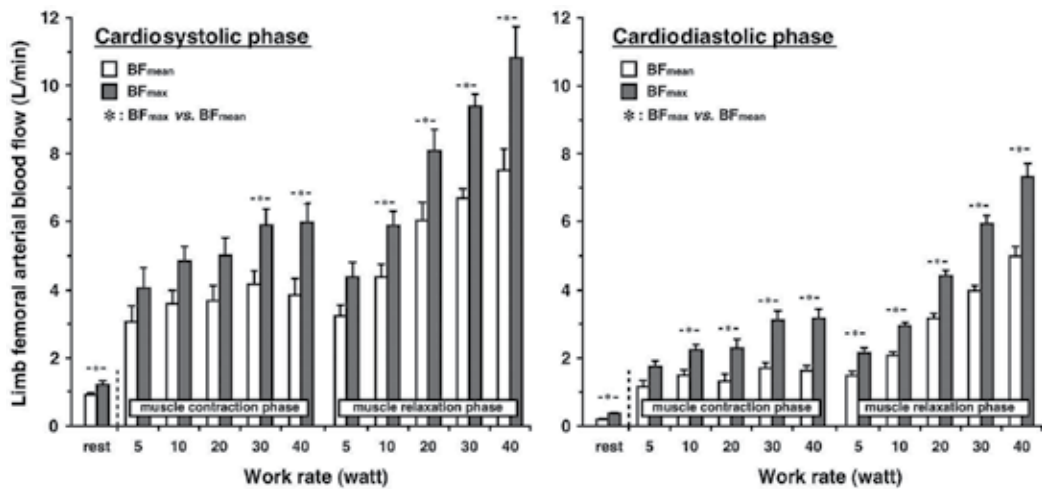 Limb femoral arterial blood flow (L/min)
12
10
8
6
4
2
0
Cardiosystolic phase
BFmean
BFmax
* : BFmax vs. BFmean
-*-
-*-
-*-
-*-
-*-
-*-
-*-
muscle contraction phase
muscle relaxation phase
rest 5 10 20 30 40 5 10 20 30 40
Work rate (watt)
12
10
8
6
4
2
0
Cardiodiastolic phase
BFmean
BFmax
* : BFmax vs. BFmean
-*-
-*-
-*-
-*-
-*-
-*-
-*-
-*-
-*-
-*-
muscle contraction phase
muscle relaxation phase
rest 5 10 20 30 40 5 10 20 30 40
Work rate (watt)